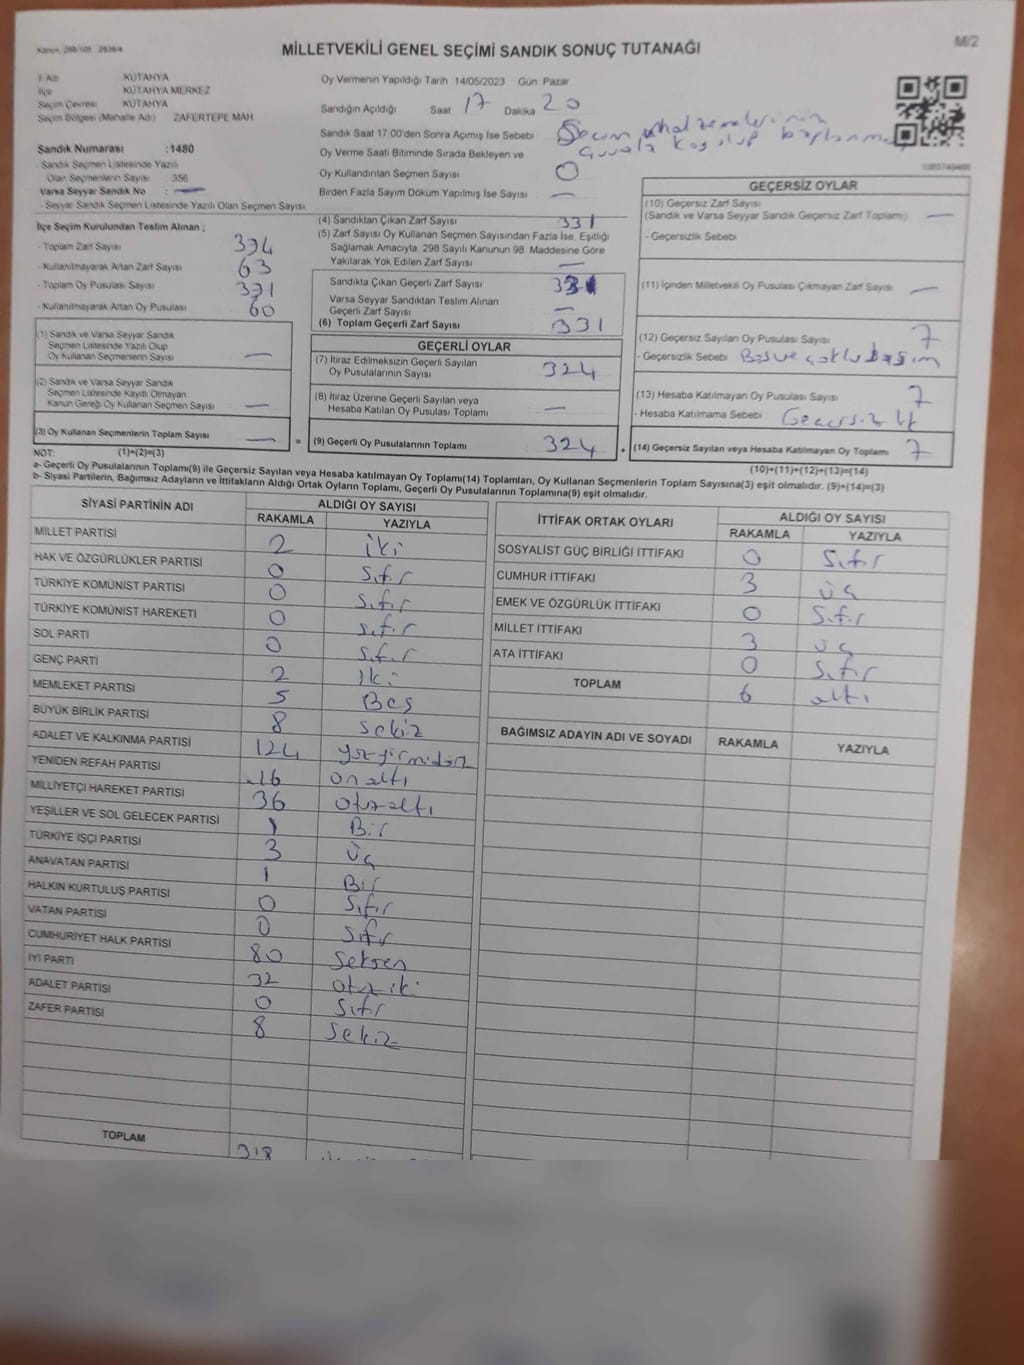 Kanun: 298/105 2839/4
MİLLETVEKİLİ GENEL SEÇİMİ SANDIK SONUÇ TUTANAĞI
M/2
İl Adı KÜTAHYA
İlçe KÜTAHYA MERKEZ
Seçim Çevresi KÜTAHYA
Seçim Bölgesi (Mahalle Adı) ZAFERTEPE MAH
Sandık Numarası :1480
- Sandık Seçmen Listesinde Yazılı
Olan Seçmenlerin Sayısı 356
Varsa Seyyar Sandık No : —
- Seyyar Sandık Seçmen Listesinde Yazılı Olan Seçmen Sayısı
Oy Vermenin Yapıldığı Tarih 14/05/2023 Gün Pazar
Sandığın Açıldığı Saat 17 Dakika 20
Sandık Saat 17.00'den Sonra Açımış İse Sebebi Seçim malzemelerinin
Oy Verme Saati Bitiminde Sırada Bekleyen ve
Oy Kullandırılan Seçmen Sayısı 0
Birden Fazla Sayım Döküm Yapılmış İse Sayısı —
İlçe Seçim Kurulundan Teslim Alınan ;
- Toplam Zarf Sayısı 394
- Kullanılmayarak Artan Zarf Sayısı 63
- Toplam Oy Pusulası Sayısı 391
- Kullanılmayarak Artan Oy Pusulası 60
(1) Sandık ve Varsa Seyyar Sandık
Seçmen Listesinde Yazılı Olup
Oy Kullanan Seçmenlerin Sayısı —
(2) Sandık ve Varsa Seyyar Sandık
Seçmen Listesinde Kayıtlı Olmayan
Kanun Gereği Oy Kullanan Seçmen Sayısı —
(3) Oy Kullanan Seçmenlerin Toplam Sayısı —
(4) Sandıktan Çıkan Zarf Sayısı 331
(5) Zarf Sayısı Oy Kullanan Seçmen Sayısından Fazla İse, Eşitliği
Sağlamak Amacıyla, 298 Sayılı Kanunun 98. Maddesine Göre
Yakılarak Yok Edilen Zarf Sayısı —
Sandıkta Çıkan Geçerli Zarf Sayısı 331
Varsa Seyyar Sandıktan Teslim Alınan
Geçerli Zarf Sayısı —
(6) Toplam Geçerli Zarf Sayısı 331
GEÇERLİ OYLAR
(7) İtiraz Edilmeksizin Geçerli Sayılan
Oy Pusulalarının Sayısı 324
(8) İtiraz Üzerine Geçerli Sayılan veya
Hesaba Katılan Oy Pusulası Toplamı —
= (9) Geçerli Oy Pusulalarının Toplamı 324
GEÇERSİZ OYLAR
(10) Geçersiz Zarf Sayısı
(Sandık ve Varsa Seyyar Sandık Geçersiz Zarf Toplamı) —
- Geçersizlik Sebebi
(11) İçinden Milletvekili Oy Pusulası Çıkmayan Zarf Sayısı —
(12) Geçersiz Sayılan Oy Pusulası Sayısı 7
- Geçersizlik Sebebi Boş ve çoklu basım
(13) Hesaba Katılmayan Oy Pusulası Sayısı 7
- Hesaba Katılmama Sebebi Geçersizlik
+ (14) Geçersiz Sayılan veya Hesaba Katılmayan Oy Toplamı 7
NOT: (1)+(2)=(3)
(10)+(11)+(12)+(13)=(14)
a- Geçerli Oy Pusulalarının Toplamı(9) ile Geçersiz Sayılan veya Hesaba katılmayan Oy Toplamı(14) Toplamları, Oy Kullanan Seçmenlerin Toplam Sayısına(3) eşit olmalıdır. (9)+(14)=(3)
b- Siyasi Partilerin, Bağımsız Adayların ve İttifakların Aldığı Ortak Oyların Toplamı, Geçerli Oy Pusulalarının Toplamına(9) eşit olmalıdır.
SİYASİ PARTİNİN ADI ALDIĞI OY SAYISI
RAKAMLA YAZIYLA
MİLLET PARTİSİ 2 iki
HAK VE ÖZGÜRLÜKLER PARTİSİ 0 Sıfır
TÜRKİYE KOMÜNİST PARTİSİ 0 Sıfır
TÜRKİYE KOMÜNİST HAREKETİ 0 Sıfır
SOL PARTİ 0 Sıfır
GENÇ PARTİ 2 iki
MEMLEKET PARTİSİ 5 Beş
BÜYÜK BİRLİK PARTİSİ 8 Sekiz
ADALET VE KALKINMA PARTİSİ 124 yüzyirmidört
YENİDEN REFAH PARTİSİ 16 onaltı
MİLLİYETÇİ HAREKET PARTİSİ 36 otuzaltı
YEŞİLLER VE SOL GELECEK PARTİSİ 1 Bir
TÜRKİYE İŞÇİ PARTİSİ 3 üç
ANAVATAN PARTİSİ 1 Bir
HALKIN KURTULUŞ PARTİSİ 0 Sıfır
VATAN PARTİSİ 0 Sıfır
CUMHURİYET HALK PARTİSİ 80 Seksen
İYİ PARTİ 32 otuziki
ADALET PARTİSİ 0 Sıfır
ZAFER PARTİSİ 8 Sekiz
TOPLAM 318
İTTİFAK ORTAK OYLARI ALDIĞI OY SAYISI
RAKAMLA YAZIYLA
SOSYALİST GÜÇ BİRLİĞİ İTTİFAKI 0 Sıfır
CUMHUR İTTİFAKI 3 üç
EMEK VE ÖZGÜRLÜK İTTİFAKI 0 Sıfır
MİLLET İTTİFAKI 3 üç
ATA İTTİFAKI 0 Sıfır
TOPLAM 6 altı
BAĞIMSIZ ADAYIN ADI VE SOYADI RAKAMLA YAZIYLA